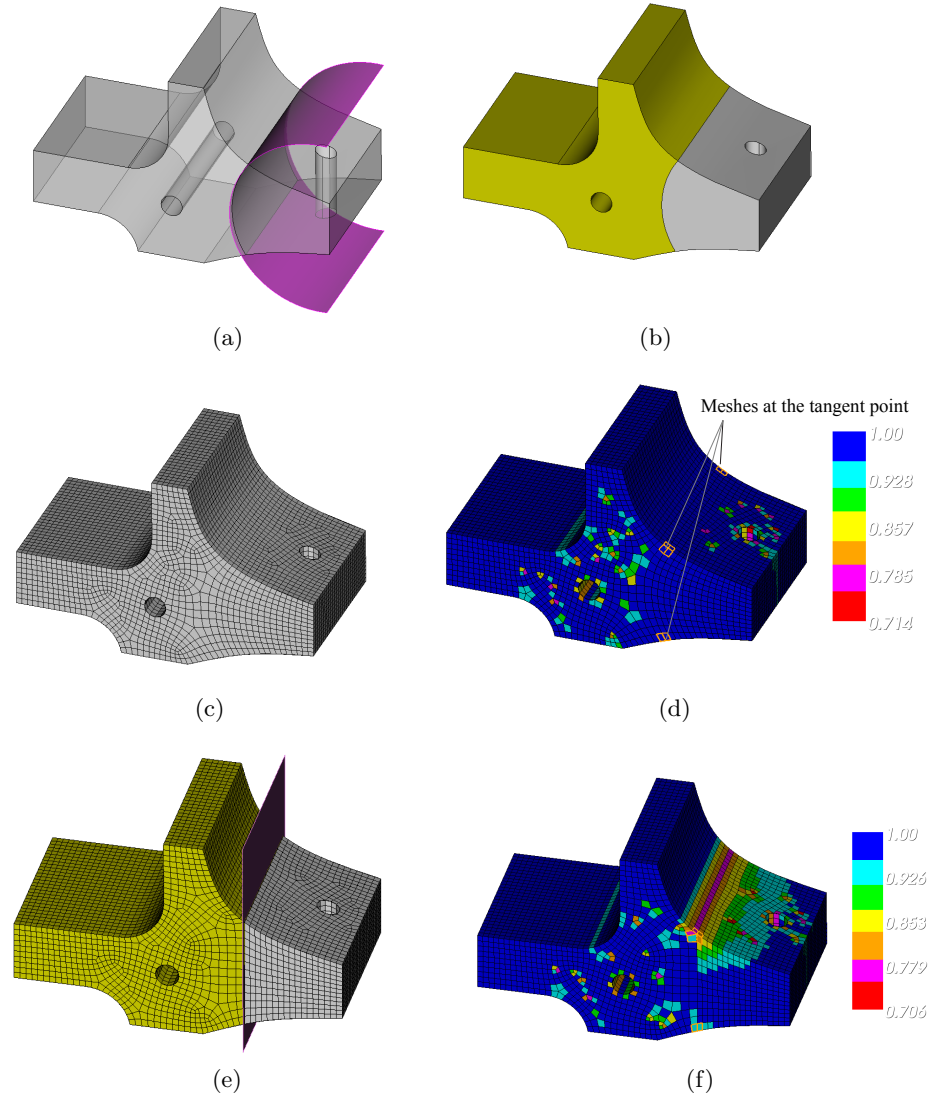 (a)
(b)
Meshes at the tangent point
1.00
0.928
0.857
0.785
0.714
(c)
(d)
1.00
0.926
0.853
0.779
0.706
(e)
(f)